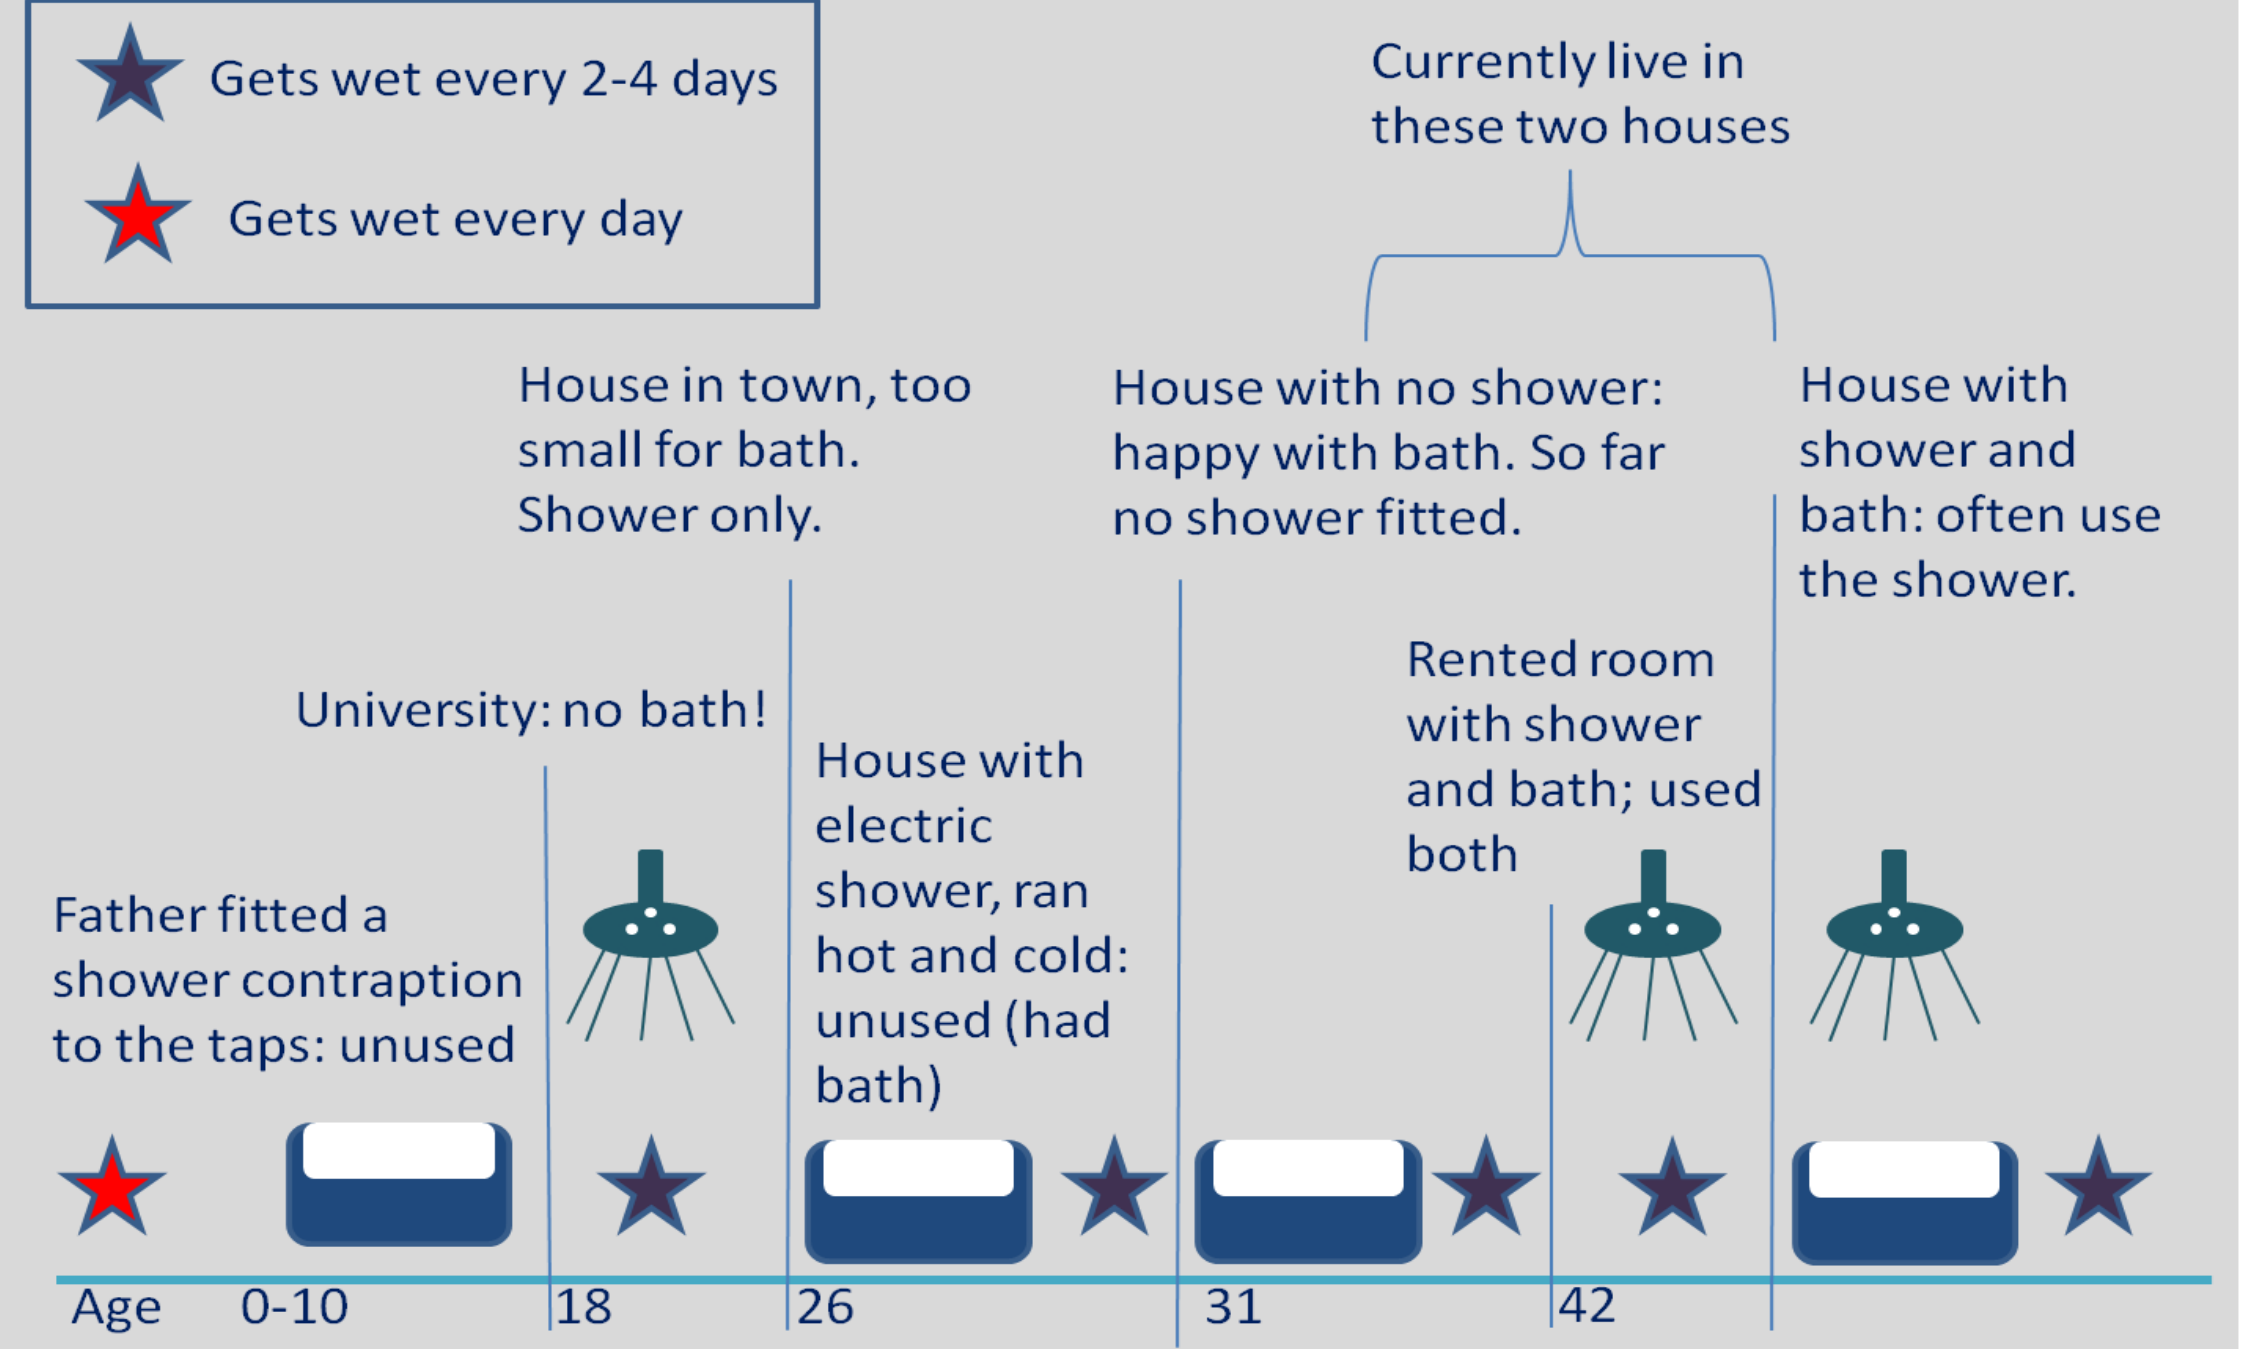 Gets wet every 2-4 days
Gets wet every day
Currently live in
these two houses
House in town, too
small for bath.
Shower only.
House with no shower:
happy with bath. So far
no shower fitted.
House with
shower and
bath: often use
the shower.
University: no bath!
Rented room
with shower
and bath; used
both
House with
electric
shower, ran
hot and cold:
unused (had
bath)
Father fitted a
shower contraption
to the taps: unused
Age 0-10 18 26 31 42